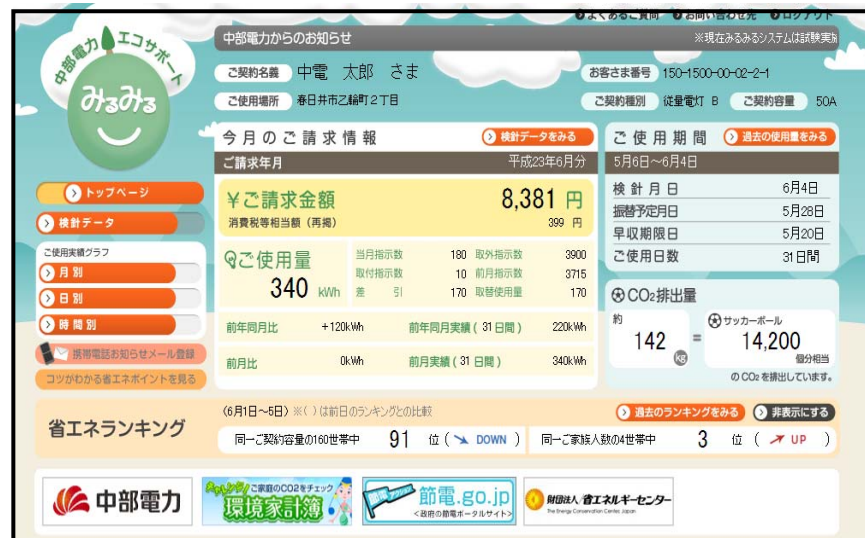 よくあるご質問 お問い合わせ先 ログアウト
中部電力 エコサポート
みるみる
中部電力からのお知らせ ※現在みるみるシステムは試験実施
ご契約名義 中電 太郎 さま お客さま番号 150-1500-00-02-2-1
ご使用場所 春日井市乙輪町2丁目 ご契約種別 従量電灯 B ご契約容量 50A
トップページ
検針データ
ご使用実績グラフ
月別
日別
時間別
携帯電話お知らせメール登録
コツがわかる省エネポイントを見る
今月のご請求情報 検針データをみる
ご請求年月 平成23年6月分
¥ご請求金額 8,381 円
消費税等相当額(再掲) 399 円
ご使用量 340 kWh
当月指示数 180 取外指示数 3900
取付指示数 10 前月指示数 3715
差 引 170 取替使用量 170
前年同月比 +120kWh 前年同月実績(31日間) 220kWh
前月比 0kWh 前月実績(31日間) 340kWh
ご使用期間 過去の使用量をみる
5月6日~6月4日
検針月日 6月4日
振替予定月日 5月28日
早収期限日 5月20日
ご使用日数 31日間
CO2排出量
約 142 kg = サッカーボール 14,200 個分相当
のCO2を排出しています。
省エネランキング
(6月1日~5日) ※( )は前日のランキングとの比較 過去のランキングをみる 非表示にする
同一ご契約容量の160世帯中 91 位 ( DOWN ) 同一ご家族人数の4世帯中 3 位 ( UP )
中部電力
ご家庭のCO2をチェック
環境家計簿
節電.go.jp
<政府の節電ポータルサイト>
財団法人 省エネルギーセンター
The Energy Conservation Center, Japan